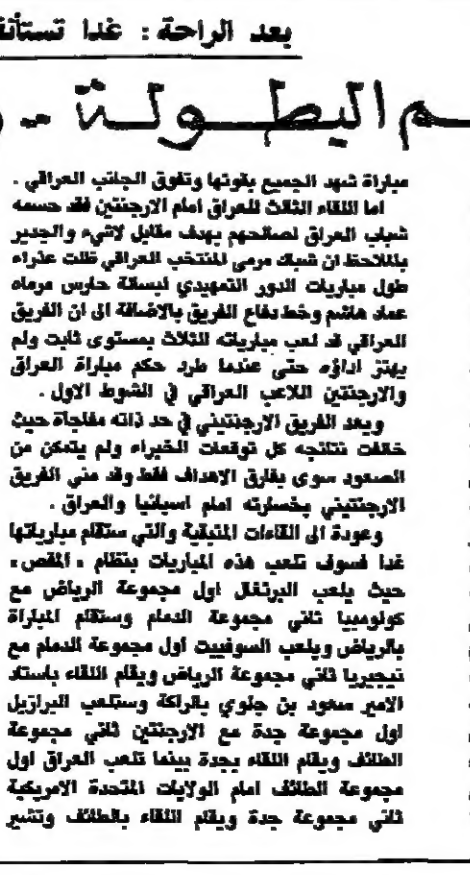 بعد الراحة : غدا تستأنف
ـم البطولة ..
مباراة شهد الجميع بقوتها وتفوق الجانب العراقي .
اما اللقاء الثالث للعراق امام الارجنتين فقد حسمه
شباب العراق لصالحهم بهدف مقابل لاشيء والجدير
بالملاحظ ان شباك مرمى المنتخب العراقي ظلت عذراء
طول مباريات الدور التمهيدي لبسالة حارس مرماه
عماد هاشم وخط دفاع الفريق بالاضافة الى ان الفريق
العراقي قد لعب مبارياته الثلاث بمستوى ثابت ولم
يهتز اداؤه حتى عندما طرد حكم مباراة العراق
والارجنتين اللاعب العراقي في الشوط الاول .
ويعد الفريق الارجنتيني في حد ذاته مفاجاة حيث
خالفت نتائجه كل توقعات الخبراء ولم يتمكن من
الصعود سوى بفارق الاهداف فقط وقد مني الفريق
الارجنتيني بخسارته امام اسبانيا والعراق .
وعودة الى اللقاءات المتبقية والتي ستقام مبارياتها
غدا فسوف تلعب هذه المباريات بنظام « المقص »
حيث يلعب البرتغال اول مجموعة الرياض مع
كولومبيا ثاني مجموعة الدمام وستقام المباراة
بالرياض ويلعب السوفييت اول مجموعة الدمام مع
نيجيريا ثاني مجموعة الرياض ويقام اللقاء باستاد
الامير سعود بن جلوي بالراكة وستلعب البرازيل
اول مجموعة جدة مع الارجنتين ثاني مجموعة
الطائف ويقام اللقاء بجدة بينما تلعب العراق اول
مجموعة الطائف امام الولايات المتحدة الامريكية
ثاني مجموعة جدة ويقام اللقاء بالطائف وتشير